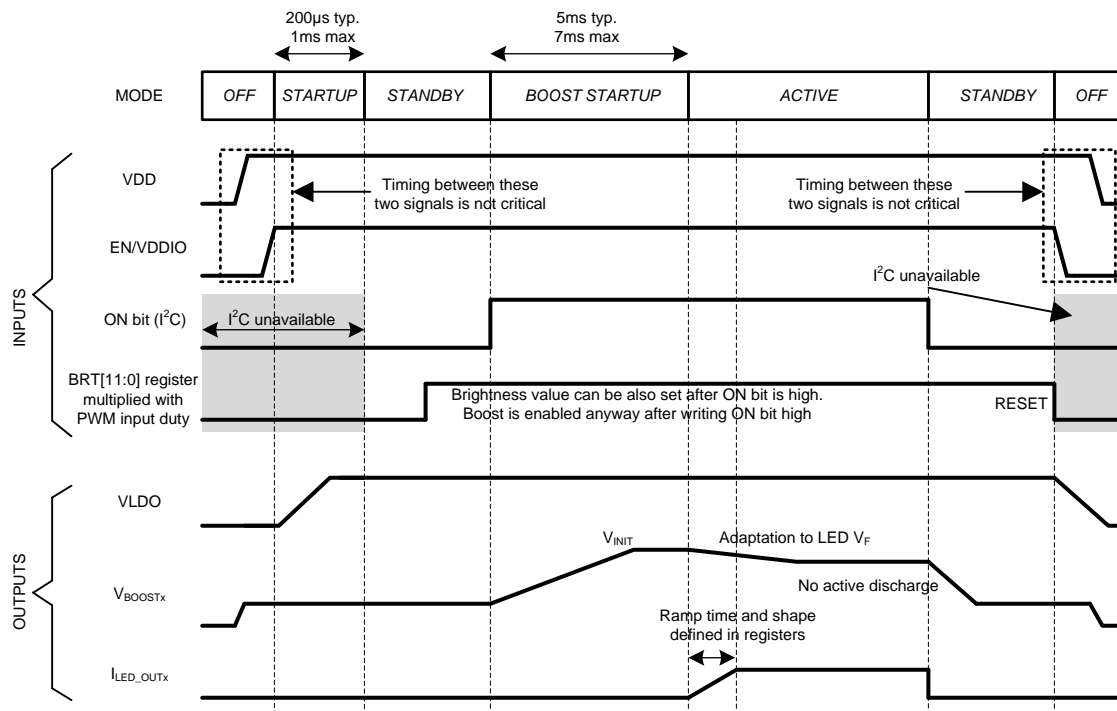 200µs typ.
1ms max
5ms typ.
7ms max
MODE
OFF
STARTUP
STANDBY
BOOST STARTUP
ACTIVE
STANDBY
OFF
INPUTS
VDD
Timing between these
two signals is not critical
Timing between these
two signals is not critical
EN/VDDIO
I²C unavailable
ON bit (I²C)
I²C unavailable
BRT[11:0] register
multiplied with
PWM input duty
Brightness value can be also set after ON bit is high.
Boost is enabled anyway after writing ON bit high
RESET
OUTPUTS
VLDO
V_INIT
Adaptation to LED V_F
No active discharge
V_BOOSTx
Ramp time and shape
defined in registers
I_LED_OUTx